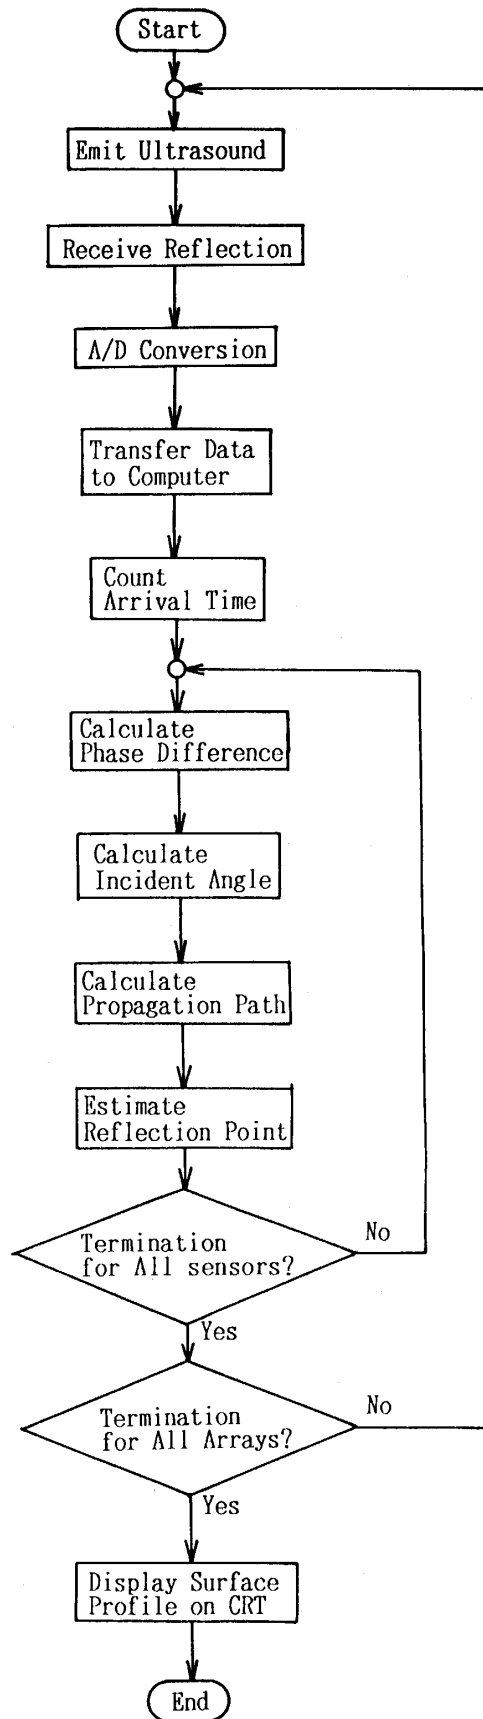 Start
Emit Ultrasound
Receive Reflection
A/D Conversion
Transfer Data
to Computer
Count
Arrival Time
Calculate
Phase Difference
Calculate
Incident Angle
Calculate
Propagation Path
Estimate
Reflection Point
Termination
for All sensors?
No
Yes
Termination
for All Arrays?
No
Yes
Display Surface
Profile on CRT
End